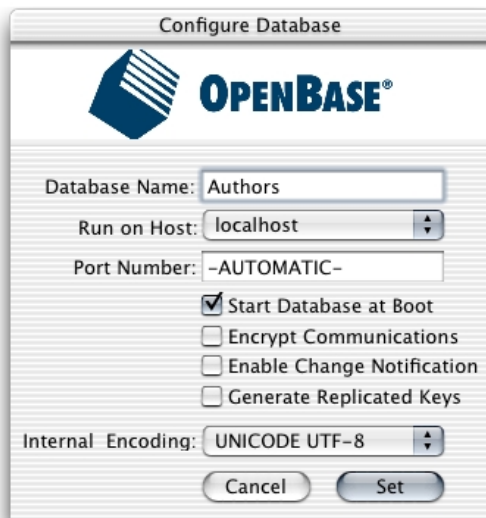 Configure Database
OPENBASE®
Database Name: Authors
Run on Host: localhost
Port Number: -AUTOMATIC-
Start Database at Boot
Encrypt Communications
Enable Change Notification
Generate Replicated Keys
Internal Encoding: UNICODE UTF-8
Cancel Set